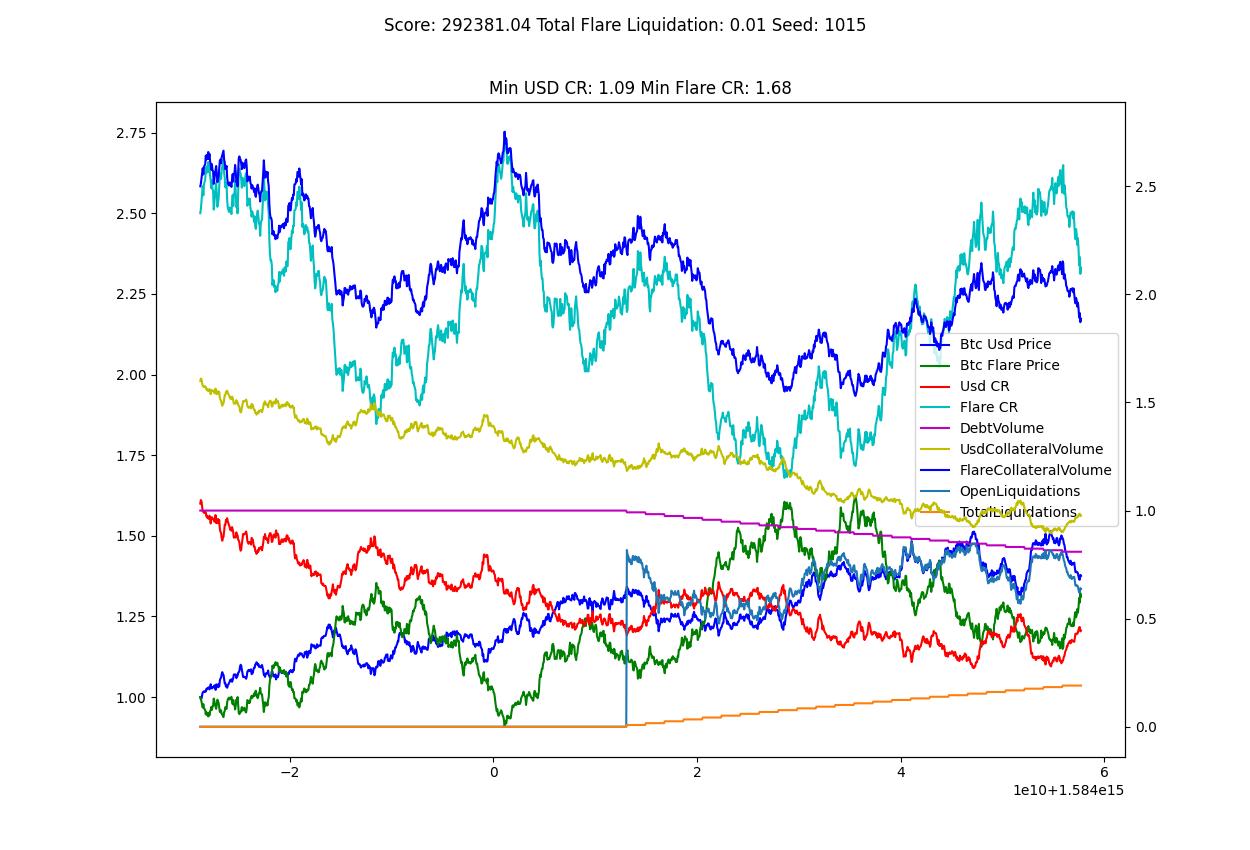 Score: 292381.04 Total Flare Liquidation: 0.01 Seed: 1015
Min USD CR: 1.09 Min Flare CR: 1.68
2.75
2.50
2.25
2.00
1.75
1.50
1.25
1.00
2.5
2.0
1.5
1.0
0.5
0.0
Btc Usd Price
Btc Flare Price
Usd CR
Flare CR
DebtVolume
UsdCollateralVolume
FlareCollateralVolume
OpenLiquidations
TotalLiquidations
−2
0
2
4
6
1e10+1.584e15